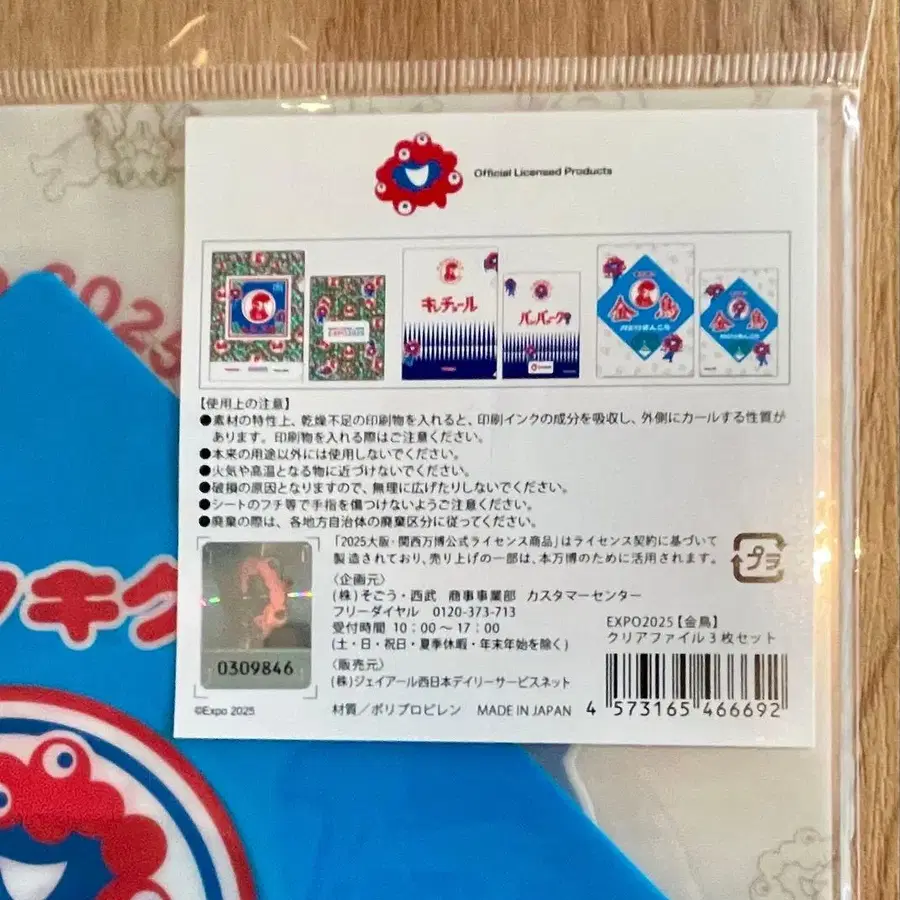 Official Licensed Products
キンチョール
バンパーク
金鳥
金鳥
2025
【使用上の注意】
●素材の特性上、乾燥不足の印刷物を入れると、印刷インクの成分を吸収し、外側にカールする性質が
あります。印刷物を入れる際はご注意ください。
●本来の用途以外には使用しないでください。
●火気や高温となる物に近づけないでください。
●破損の原因となりますので、無理に広げたりしないでください。
●シートのフチ等で手指を傷つけないようご注意ください。
●廃棄の際は、各地方自治体の廃棄区分に従ってください。
「2025大阪・関西万博公式ライセンス商品」はライセンス契約に基づいて
製造されており、売り上げの一部は、本万博のために活用されます。
プラ
〈企画元〉
(株)そごう・西武 商事事業部 カスタマーセンター
フリーダイヤル 0120-373-713
受付時間 10:00～17:00
(土・日・祝日・夏季休暇・年末年始を除く)
〈販売元〉
(株)ジェイアール西日本デイリーサービスネット
材質/ポリプロピレン MADE IN JAPAN
0309846
©Expo 2025
EXPO2025【金鳥】
クリアファイル3枚セット
4 573165 466692
ンキ